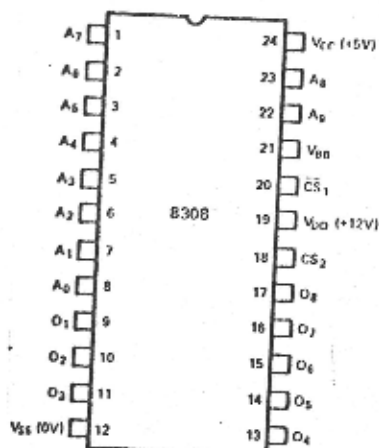 A7 1 24 VCC (+5V)
A6 2 23 A8
A5 3 22 A9
A4 4 21 VBB
A3 5 20 C̅S̅1
A2 6 8308 19 VDD (+12V)
A1 7 18 CS2
A0 8 17 O8
O1 9 16 O7
O2 10 15 O6
O3 11 14 O5
VSS (0V) 12 13 O4